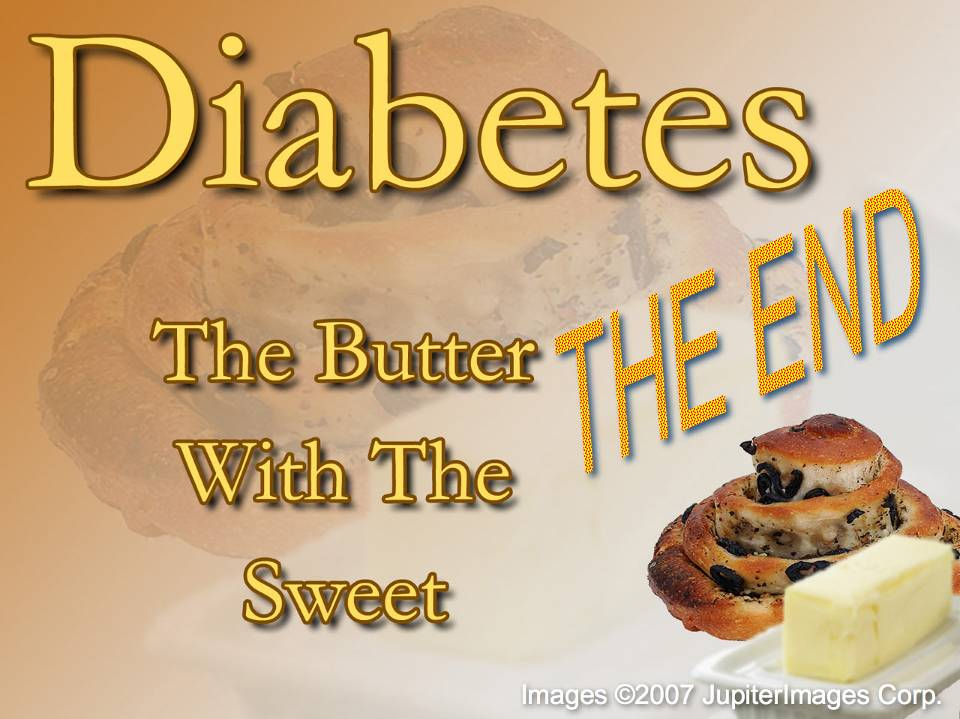 Diabetes
THE END
The Butter
With The
Sweet
Images ©2007 JupiterImages Corp.